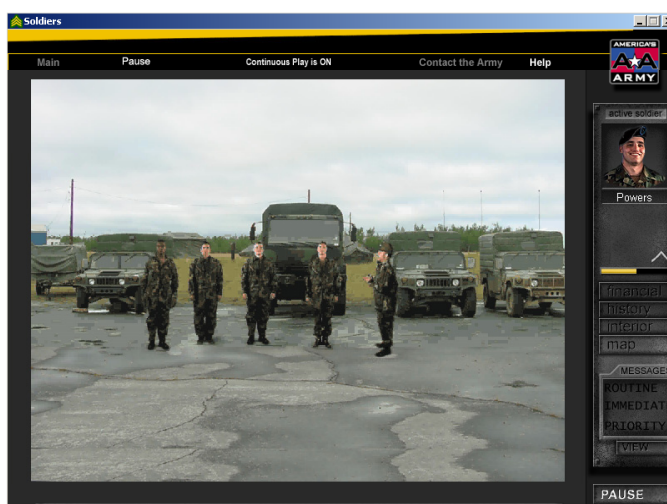 Soldiers
Main Pause Continuous Play is ON Contact the Army Help
AMERICA'S
AA
ARMY
active soldier
Powers
financial
history
interior
map
MESSAGES
ROUTINE
IMMEDIAT
PRIORITY
VIEW
PAUSE